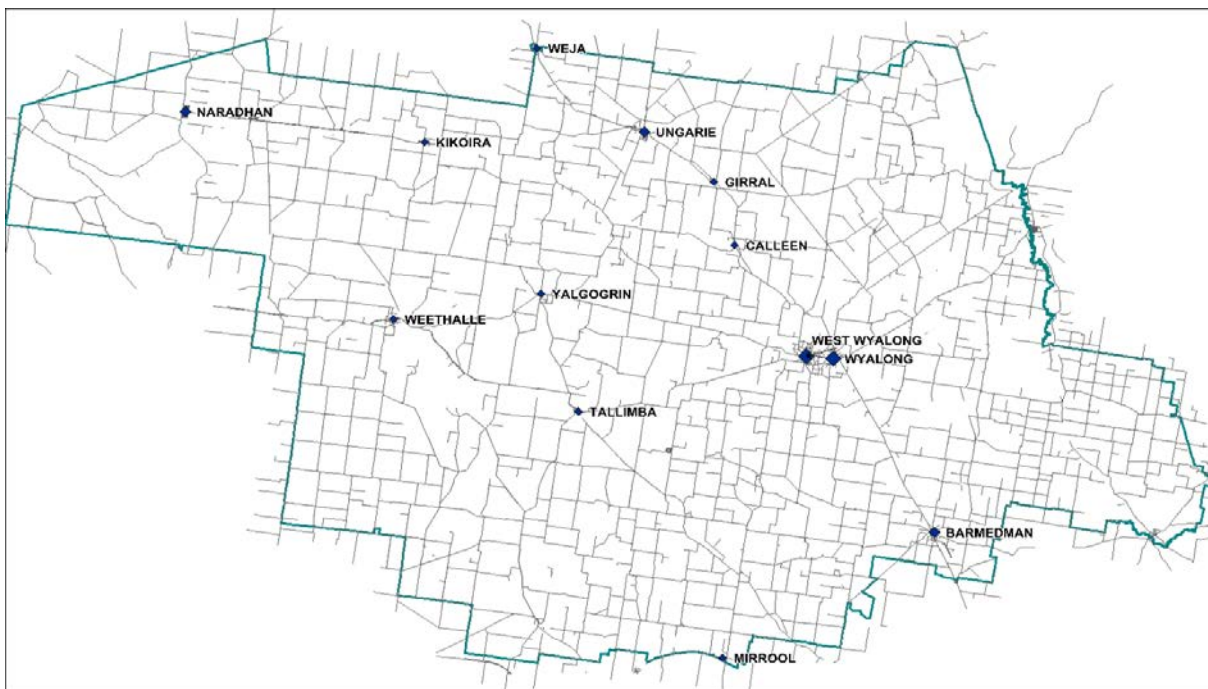 WEJA
NARADHAN
UNGARIE
KIKOIRA
GIRRAL
CALLEEN
YALGOGRIN
WEETHALLE
WEST WYALONG
WYALONG
TALLIMBA
BARMEDMAN
MIRROOL